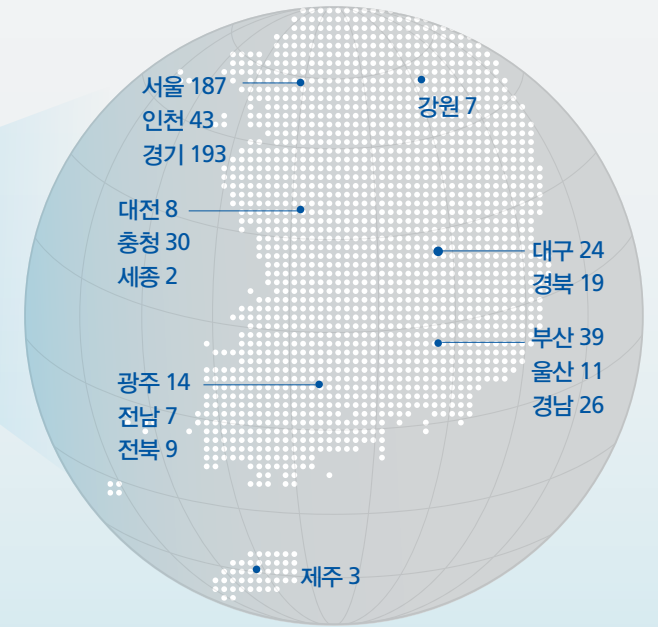 서울 187
인천 43
경기 193
강원 7
대전 8
충청 30
세종 2
대구 24
경북 19
부산 39
울산 11
경남 26
광주 14
전남 7
전북 9
제주 3